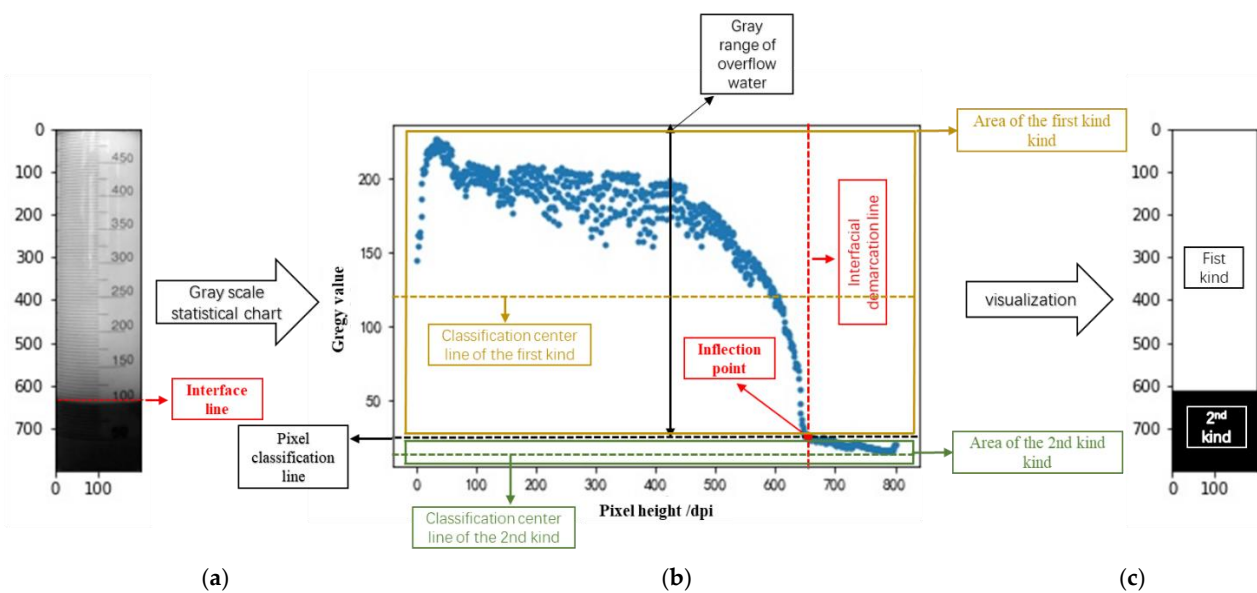 Gray
range of
overflow
water
Area of the first kind
kind
0
100
200
300
400
500
600
700
0
100
450
400
350
300
250
200
150
100
50
Interface
line
Gray scale
statistical chart
Pixel
classification
line
Gregy value
200
150
100
50
0
100
200
300
400
500
600
700
800
Pixel height /dpi
Classification center
line of the first kind
Inflection
point
Interfacial
demarcation line
Classification center
line of the 2nd kind
Area of the 2nd kind
kind
visualization
0
100
200
300
400
500
600
700
0
100
Fist
kind
2nd
kind
(a)
(b)
(c)